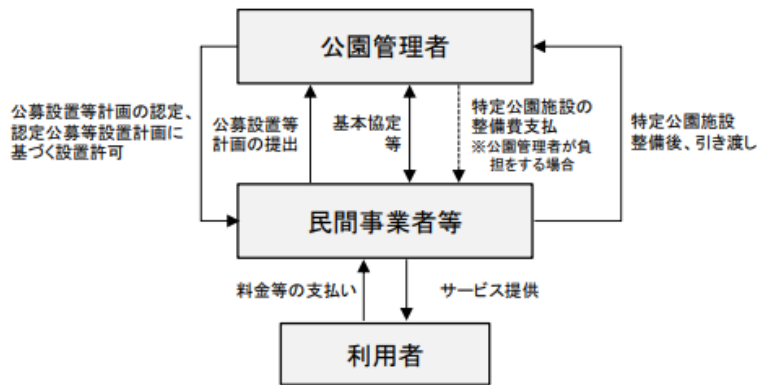 公園管理者
公募設置等計画の認定、
認定公募等設置計画に
基づく設置許可
公募設置等
計画の提出
基本協定
等
特定公園施設の
整備費支払
※公園管理者が負
担をする場合
特定公園施設
整備後、引き渡し
民間事業者等
料金等の支払い
サービス提供
利用者